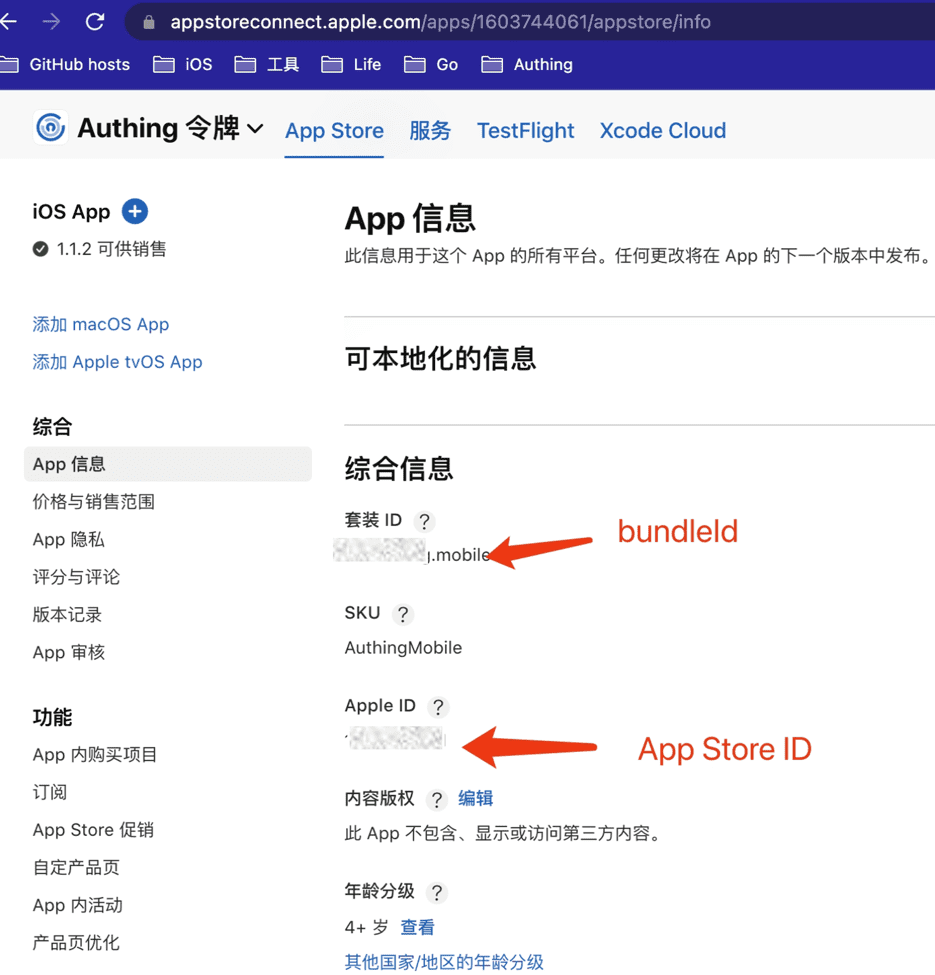 appstoreconnect.apple.com/apps/1603744061/appstore/info
GitHub hosts iOS 工具 Life Go Authing
Authing 令牌 App Store 服务 TestFlight Xcode Cloud
iOS App
1.1.2 可供销售
添加 macOS App
添加 Apple tvOS App
综合
App 信息
价格与销售范围
App 隐私
评分与评论
版本记录
App 审核
功能
App 内购买项目
订阅
App Store 促销
自定产品页
App 内活动
产品页优化
App 信息
此信息用于这个 App 的所有平台。任何更改将在 App 的下一个版本中发布。
可本地化的信息
综合信息
套装 ID ?
.mobile
bundleId
SKU ?
AuthingMobile
Apple ID ?
App Store ID
内容版权 ? 编辑
此 App 不包含、显示或访问第三方内容。
年龄分级 ?
4+ 岁 查看
其他国家/地区的年龄分级